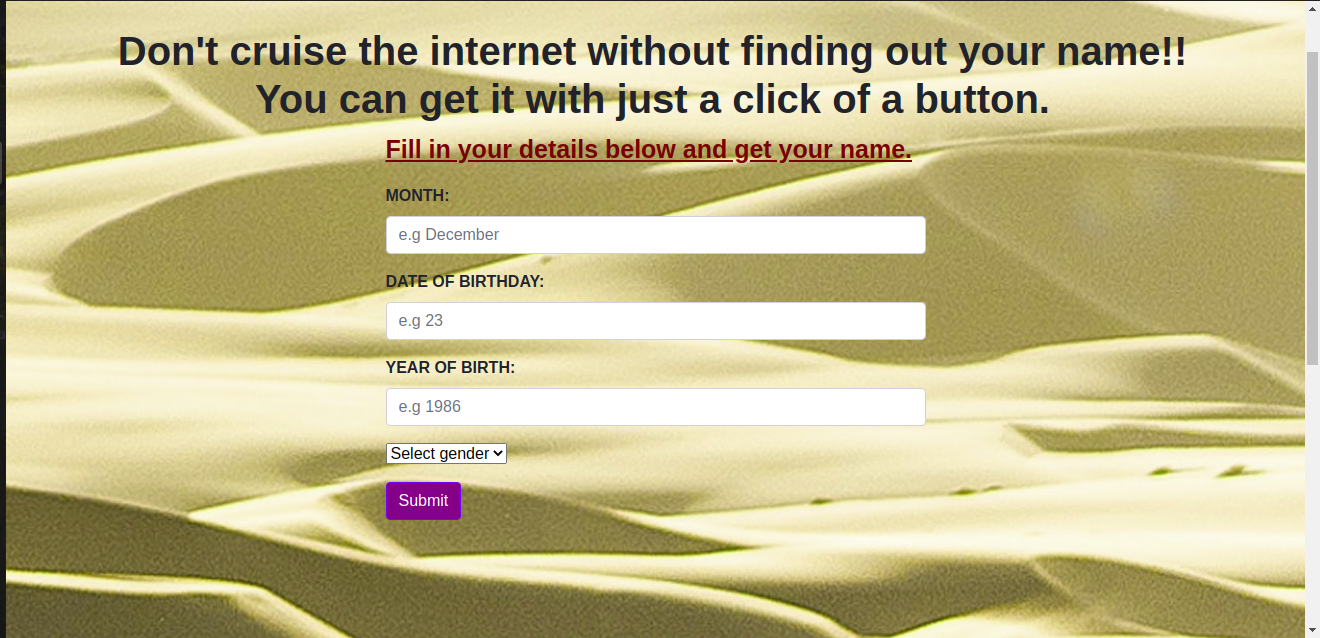 Don't cruise the internet without finding out your name!!
You can get it with just a click of a button.
Fill in your details below and get your name.
MONTH:
e.g December
DATE OF BIRTHDAY:
e.g 23
YEAR OF BIRTH:
e.g 1986
Select gender
Submit